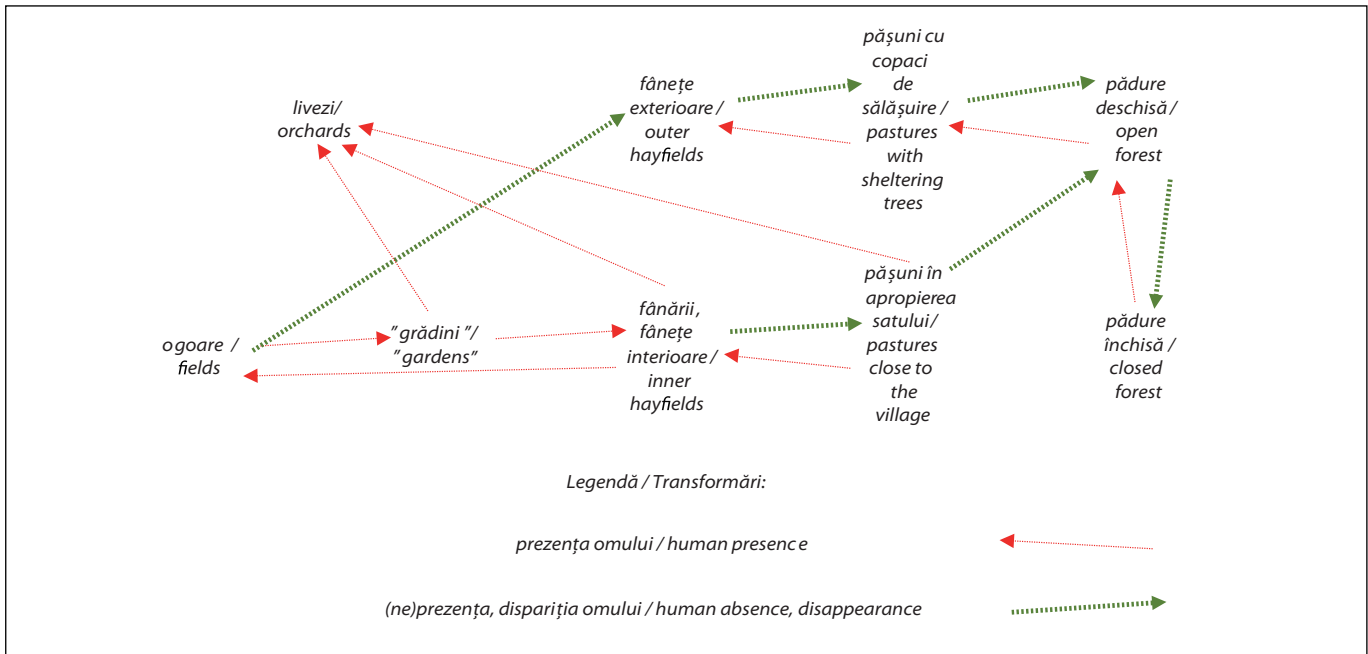 livezi/
orchards
fânețe
exterioare /
outer
hayfields
pășuni cu
copaci
de
sălășuire /
pastures
with
sheltering
trees
pădure
deschisă /
open
forest
ogoare /
fields
"grădini"/
"gardens"
fânării,
fânețe
interioare /
inner
hayfields
pășuni în
apropierea
satului/
pastures
close to
the
village
pădure
închisă /
closed
forest
Legendă / Transformări:
prezența omului / human presence
(ne)prezența, dispariția omului / human absence, disappearance